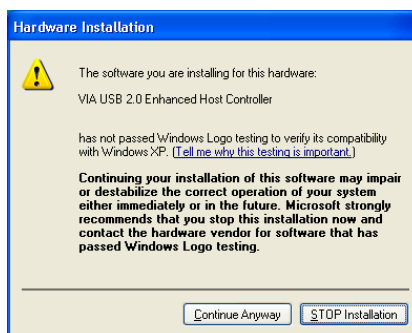 Hardware Installation
The software you are installing for this hardware:
VIA USB 2.0 Enhanced Host Controller
has not passed Windows Logo testing to verify its compatibility
with Windows XP. (Tell me why this testing is important.)
Continuing your installation of this software may impair
or destabilize the correct operation of your system
either immediately or in the future. Microsoft strongly
recommends that you stop this installation now and
contact the hardware vendor for software that has
passed Windows Logo testing.
Continue Anyway
STOP Installation